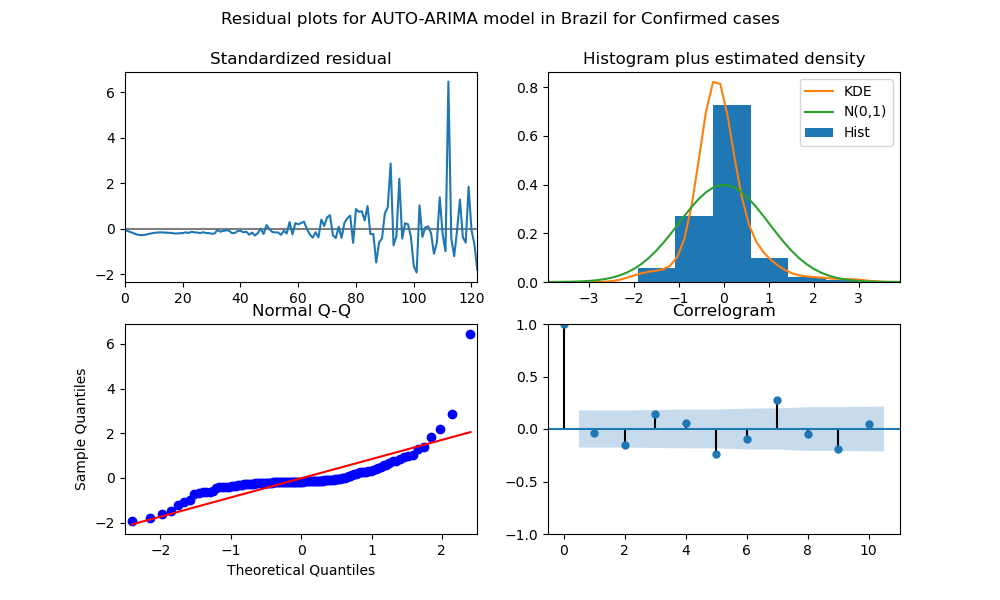 Residual plots for AUTO-ARIMA model in Brazil for Confirmed cases
Standardized residual
6
4
2
0
−2
0 20 40 60 80 100 120
Histogram plus estimated density
0.8
0.6
0.4
0.2
0.0
−3 −2 −1 0 1 2 3
KDE
N(0,1)
Hist
Normal Q-Q
Sample Quantiles
6
4
2
0
−2
−2 −1 0 1 2
Theoretical Quantiles
Correlogram
1.0
0.5
0.0
−0.5
−1.0
0 2 4 6 8 10